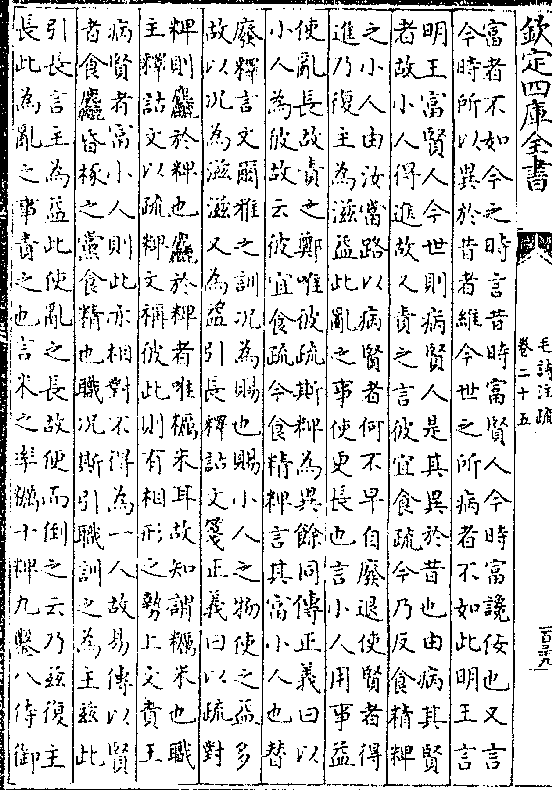 欽定四庫全書
毛詩注疏
卷二十五
富者不如今之時言昔時富賢人今時富讒佞也又言
今時所以異於昔者維今世之所病者不如此明王言
明王富賢人今世則病賢人是其異於昔也由病其賢
者故小人得進故又責之言彼宜食疏今乃反食精粺
之小人由汝當路以病賢者何不早自廢退使賢者得
進乃復主為滋益此亂之事使更長也言小人用事益
使亂長故責之鄭唯彼疏斯粺為異餘同傳正義曰以
小人為彼故云彼宜食疏今食精粺言其富小人也替
廢釋言文爾雅之訓况為賜也賜小人之物使之益多
故以况為滋滋又為益引長釋詁文箋正義曰以疏對
粺則麤於粺也麤於粺者唯糲米耳故知謂糲米也職
主釋詁文以疏粺文稱彼此則有相形之勢上文責王
病賢者富小人則此亦相對不得為一人故易傳以賢
者食麤昏椓之黨食精也職况斯引職訓之為主兹此
引長言主為益此使亂之長故便而倒之云乃兹復主
長此為亂之事責之也言米之率糲十粺九鑿八侍御